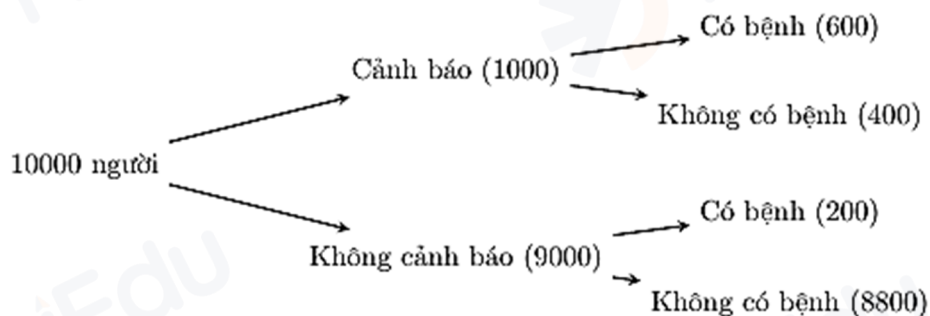 Có bệnh (600)
Cảnh báo (1000)
Không có bệnh (400)
10000 người
Có bệnh (200)
Không cảnh báo (9000)
Không có bệnh (8800)
Edu